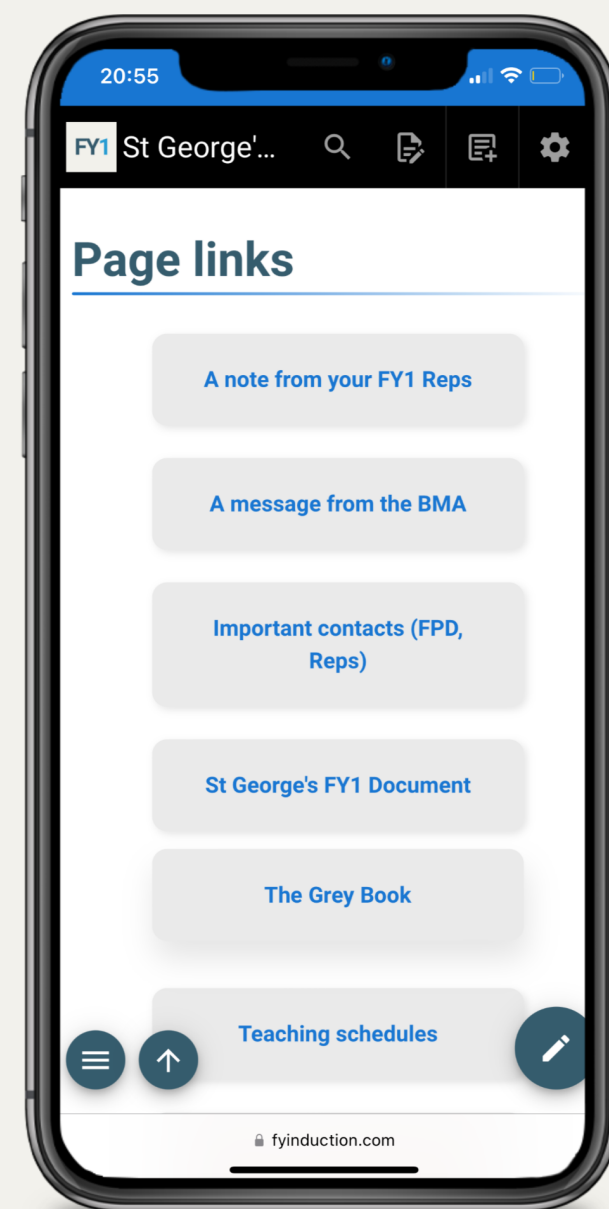 20:55
FY1 St George'...
Page links
A note from your FY1 Reps
A message from the BMA
Important contacts (FPD,
Reps)
St George's FY1 Document
The Grey Book
Teaching schedules
fyinduction.com